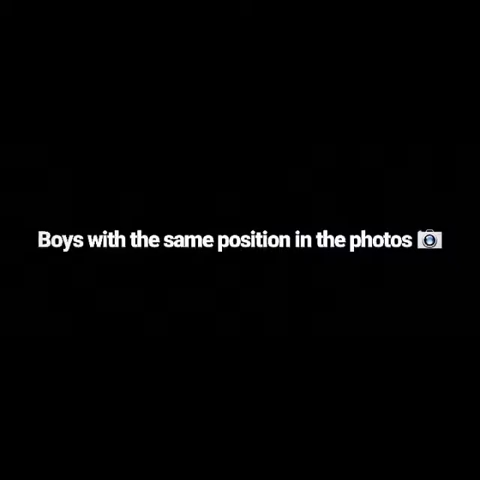 Boys with the same position in the photos 📷